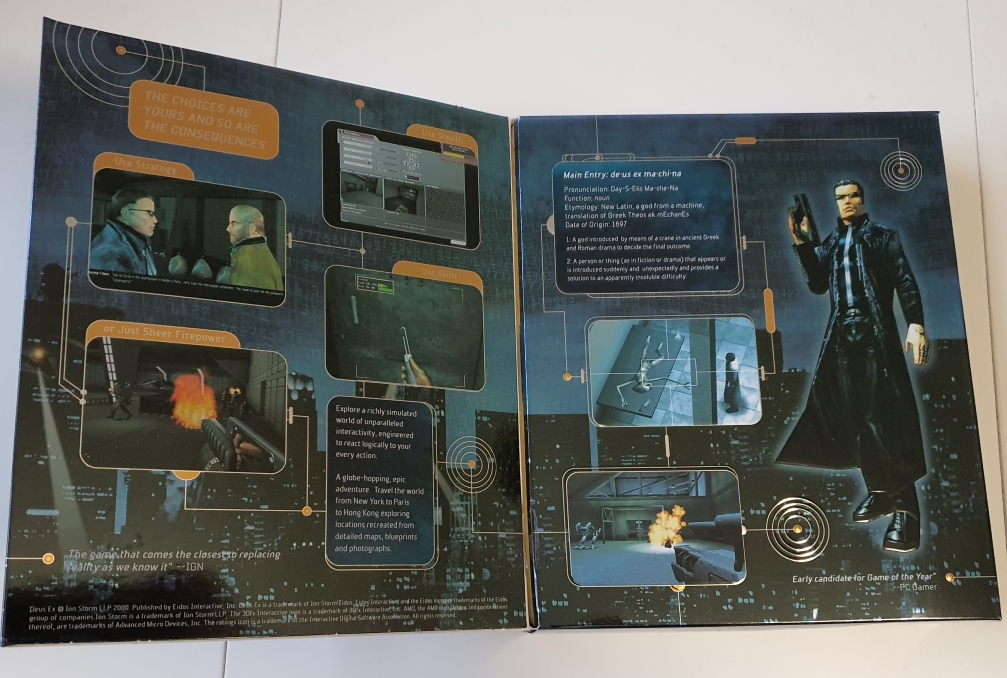 THE CHOICES ARE
YOURS AND SO ARE
THE CONSEQUENCES
Use Strategy
Use Stealth
Use Skills
or Just Sheer Firepower
Explore a richly simulated
world of unparalleled
interactivity, engineered
to react logically to your
every action.
A globe-hopping, epic
adventure. Travel the world
from New York to Paris
to Hong Kong exploring
locations recreated from
detailed maps, blueprints
and photographs.
The game that comes the closest to replacing
reality as we know it" --IGN
Deus Ex © Ion Storm LLP 2000. Published by Eidos Interactive, Inc. Deus Ex is a trademark of Ion Storm/Eidos. Eidos Interactive and the Eidos logo are trademarks of the Eidos
group of companies Ion Storm is a trademark of Ion Storm LLP. The 3Dfx Interactive logo is a trademark of 3Dfx Interactive, Inc. AMD, the AMD logo and combinations
thereof, are trademarks of Advanced Micro Devices, Inc. The ratings icon is a trademark of the Interactive Digital Software Association. All rights reserved.
Main Entry: de·us ex ma·chi·na
Pronunciation: Day-S-Eks Ma-she-Na
Function: noun
Etymology: New Latin, a god from a machine,
translation of Greek Theos ek mEchanEs
Date of Origin: 1697
1: A god introduced by means of a crane in ancient Greek
and Roman drama to decide the final outcome.
2: A person or thing (as in fiction or drama) that appears or
is introduced suddenly and unexpectedly and provides a
solution to an apparently insoluble difficulty.
Early candidate for Game of the Year"
PC Gamer